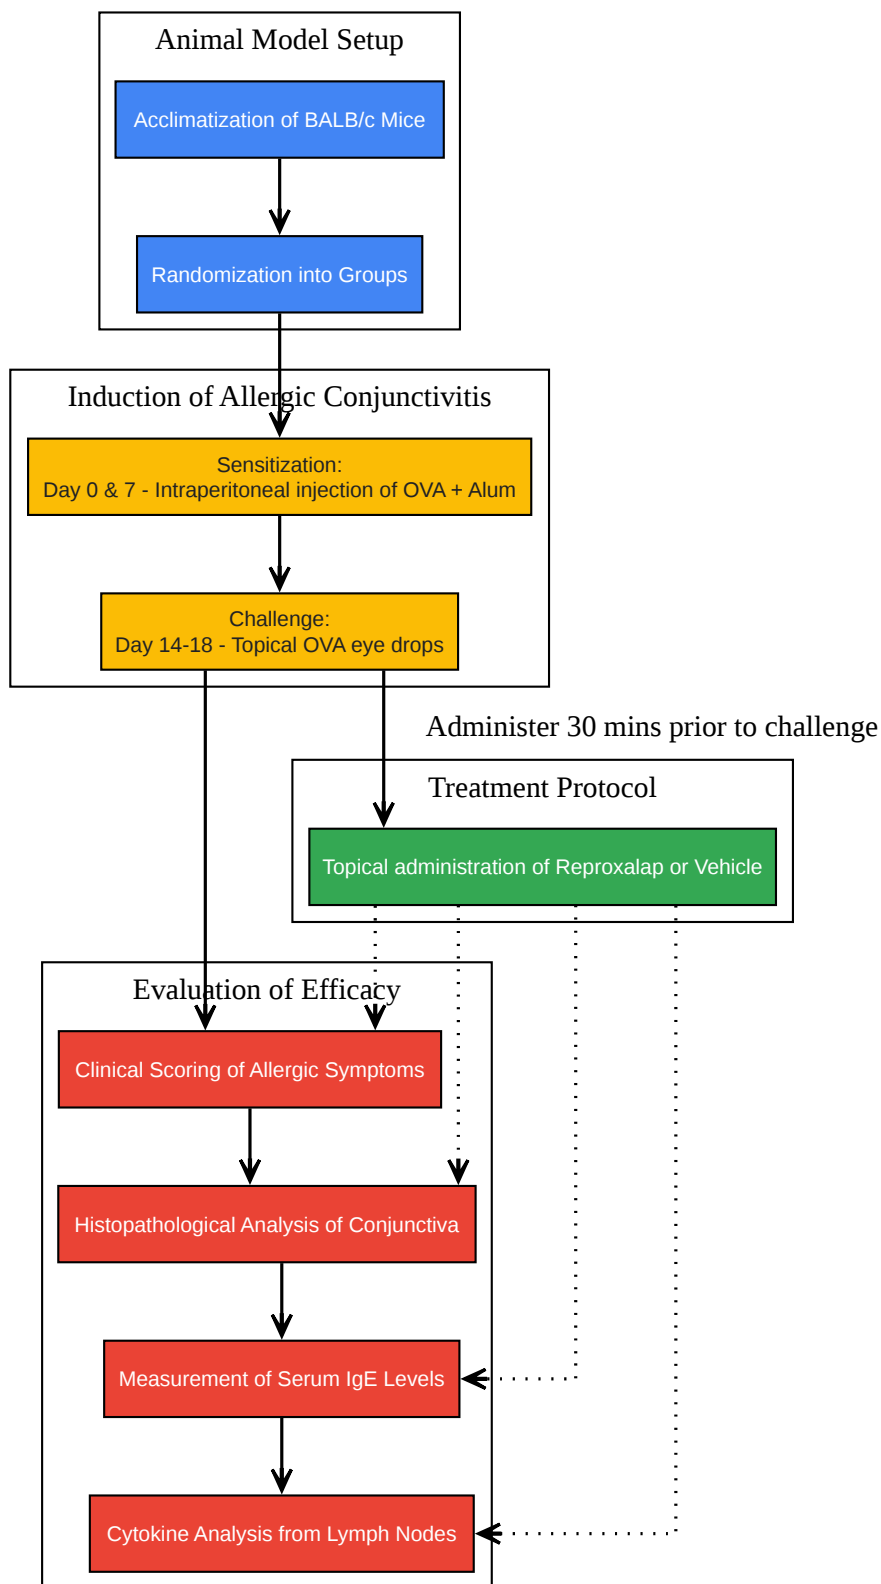 Animal Model Setup
Acclimatization of BALB/c Mice
Randomization into Groups
Induction of Allergic Conjunctivitis
Sensitization:
Day 0 & 7 - Intraperitoneal injection of OVA + Alum
Challenge:
Day 14-18 - Topical OVA eye drops
Administer 30 mins prior to challenge
Treatment Protocol
Topical administration of Reproxalap or Vehicle
Evaluation of Efficacy
Clinical Scoring of Allergic Symptoms
Histopathological Analysis of Conjunctiva
Measurement of Serum IgE Levels
Cytokine Analysis from Lymph Nodes